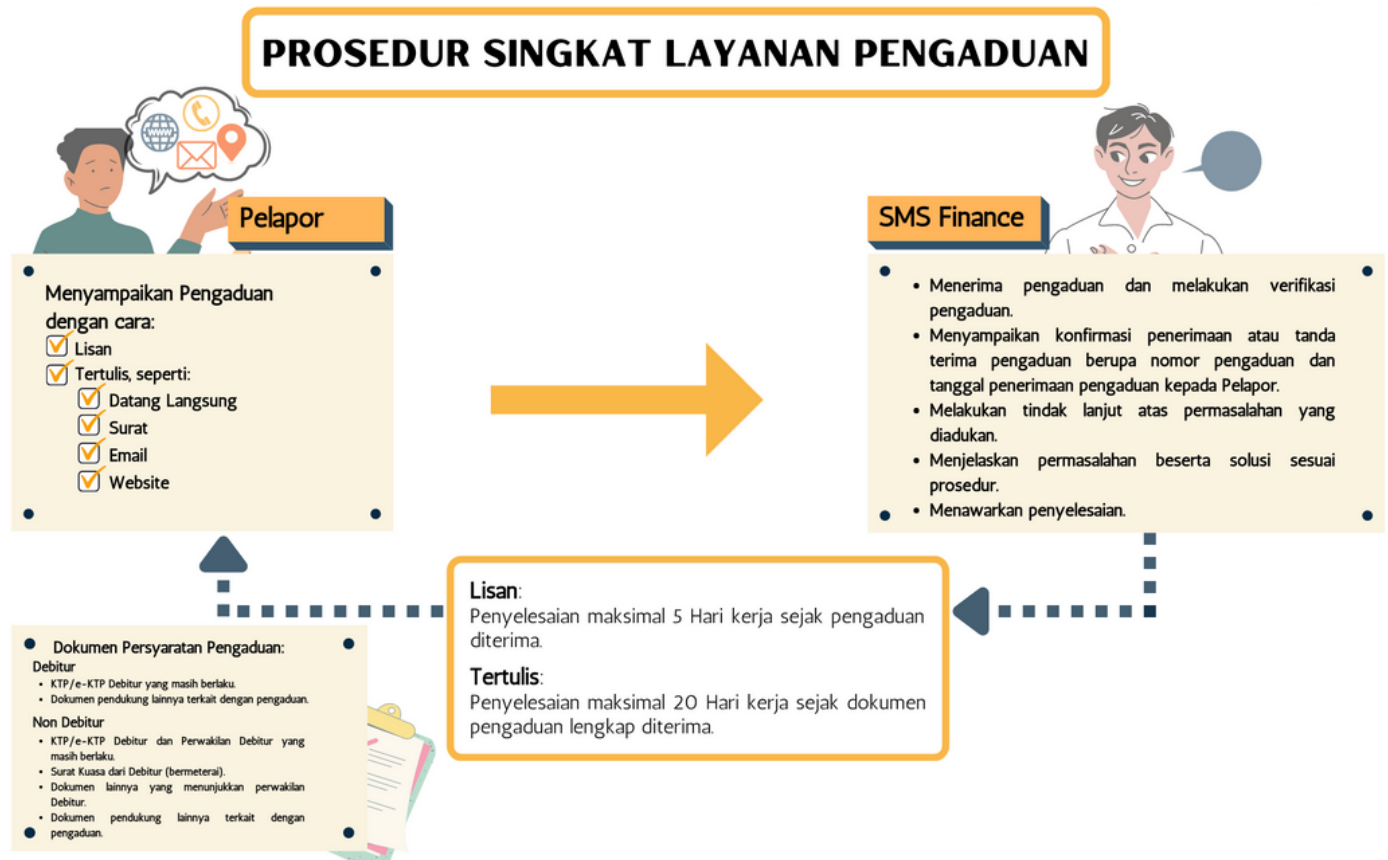 PROSEDUR SINGKAT LAYANAN PENGADUAN
WWW
Pelapor
Menyampaikan Pengaduan
dengan cara:
Lisan
Tertulis, seperti:
Datang Langsung
Surat
Email
Website
SMS Finance
• Menerima pengaduan dan melakukan verifikasi
pengaduan.
• Menyampaikan konfirmasi penerimaan atau tanda
terima pengaduan berupa nomor pengaduan dan
tanggal penerimaan pengaduan kepada Pelapor.
• Melakukan tindak lanjut atas permasalahan yang
diadukan.
• Menjelaskan permasalahan beserta solusi sesuai
prosedur.
• Menawarkan penyelesaian.
Lisan:
Penyelesaian maksimal 5 Hari kerja sejak pengaduan
diterima.
Tertulis:
Penyelesaian maksimal 20 Hari kerja sejak dokumen
pengaduan lengkap diterima.
Dokumen Persyaratan Pengaduan:
Debitur
• KTP/e-KTP Debitur yang masih berlaku.
• Dokumen pendukung lainnya terkait dengan pengaduan.
Non Debitur
• KTP/e-KTP Debitur dan Perwakilan Debitur yang
masih berlaku.
• Surat Kuasa dari Debitur (bermeterai).
• Dokumen lainnya yang menunjukkan perwakilan
Debitur.
• Dokumen pendukung lainnya terkait dengan
pengaduan.